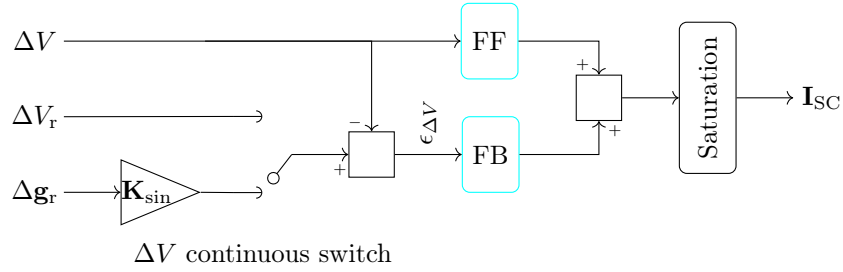 ΔV
FF
+
Saturation
I_SC
ΔV_r
−
ϵ_ΔV
+
+
FB
Δg_r
K_sin
ΔV continuous switch